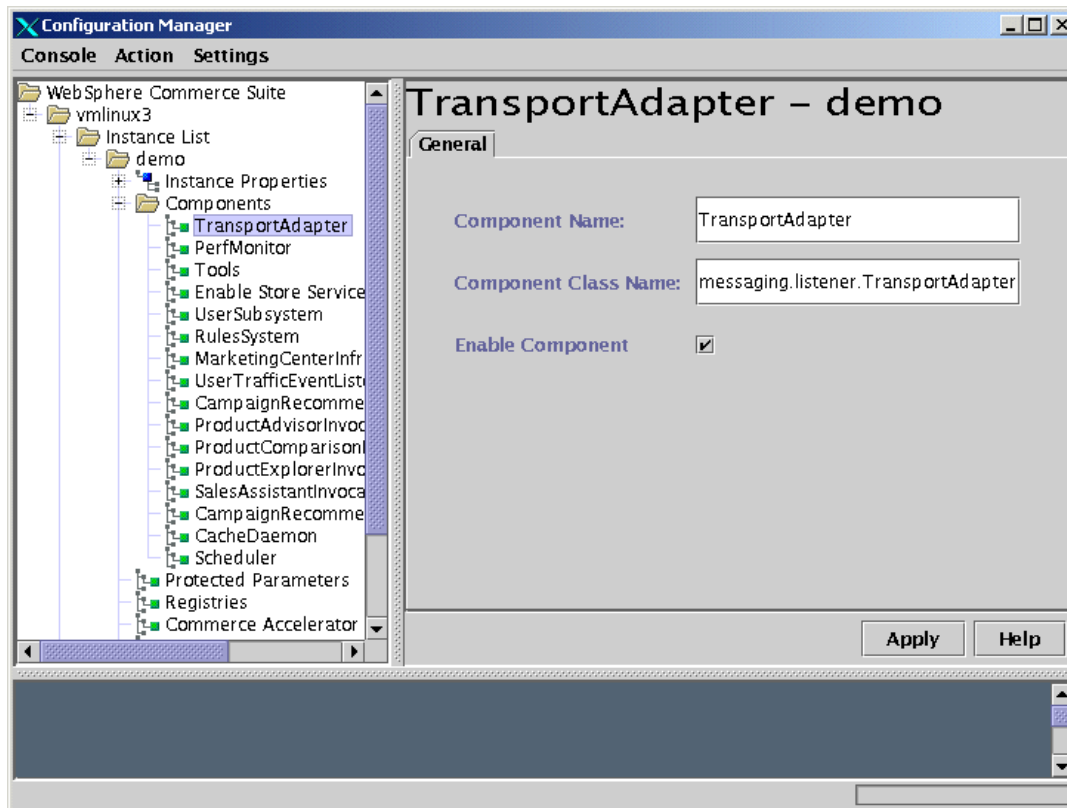 Configuration Manager
Console Action Settings
WebSphere Commerce Suite
vmlinux3
Instance List
demo
Instance Properties
Components
TransportAdapter
PerfMonitor
Tools
Enable Store Service
UserSubsystem
RulesSystem
MarketingCenterInfr
UserTrafficEventListe
CampaignRecomme
ProductAdvisorInvoc
ProductComparisonI
ProductExplorerInvo
SalesAssistantInvoca
CampaignRecomme
CacheDaemon
Scheduler
Protected Parameters
Registries
Commerce Accelerator
TransportAdapter – demo
General
Component Name: TransportAdapter
Component Class Name: messaging.listener.TransportAdapter
Enable Component
Apply Help